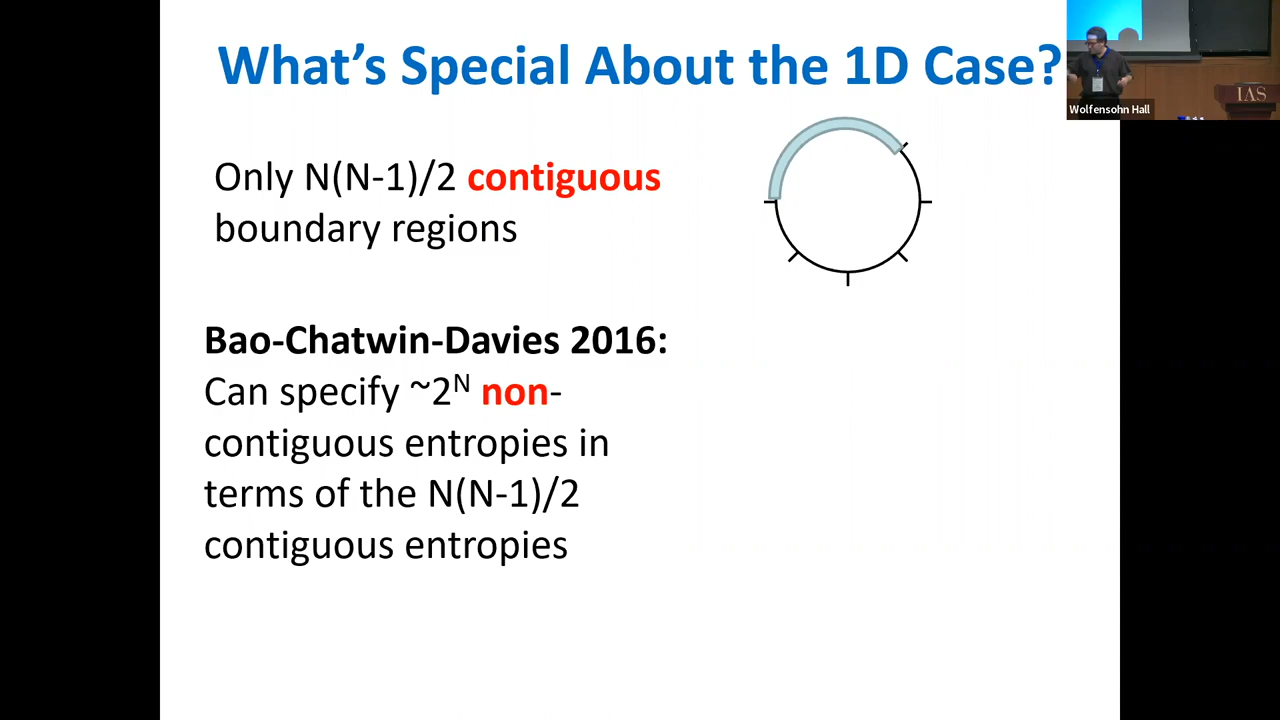 What's Special About the 1D Case?
Only N(N-1)/2 contiguous
boundary regions
Bao-Chatwin-Davies 2016:
Can specify ~2ᴺ non-
contiguous entropies in
terms of the N(N-1)/2
contiguous entropies
IAS
Wolfensohn Hall